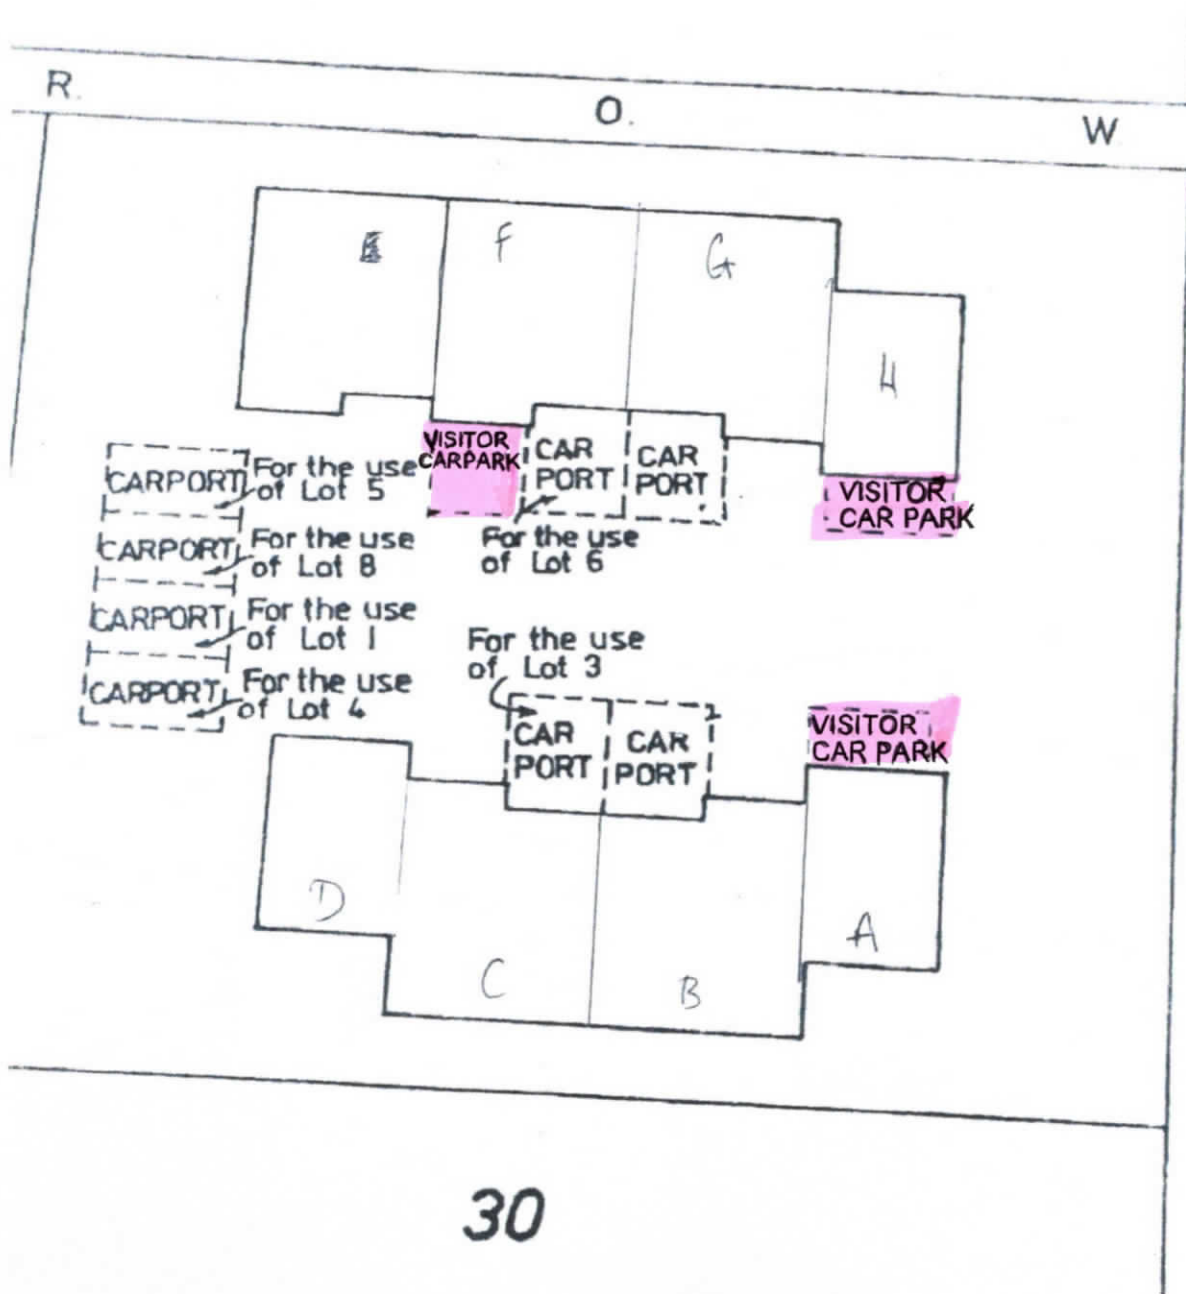 R.
O.
W.
F
G
H
VISITOR
CARPARK
CAR
PORT
CAR
PORT
For the use
of Lot 6
VISITOR
CAR PARK
CARPORT
For the use
of Lot 5
CARPORT
For the use
of Lot 8
CARPORT
For the use
of Lot 1
CARPORT
For the use
of Lot 4
For the use
of Lot 3
CAR
PORT
CAR
PORT
VISITOR
CAR PARK
D
C
B
A
30